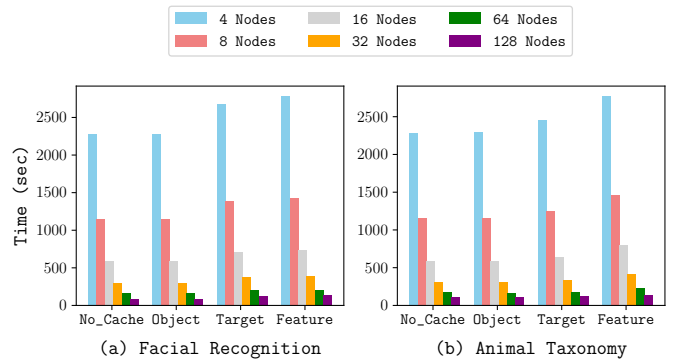 4 Nodes 16 Nodes 64 Nodes
8 Nodes 32 Nodes 128 Nodes
Time (sec)
2500
2000
1500
1000
500
0
No_Cache Object Target Feature
(a) Facial Recognition
2500
2000
1500
1000
500
0
No_Cache Object Target Feature
(b) Animal Taxonomy